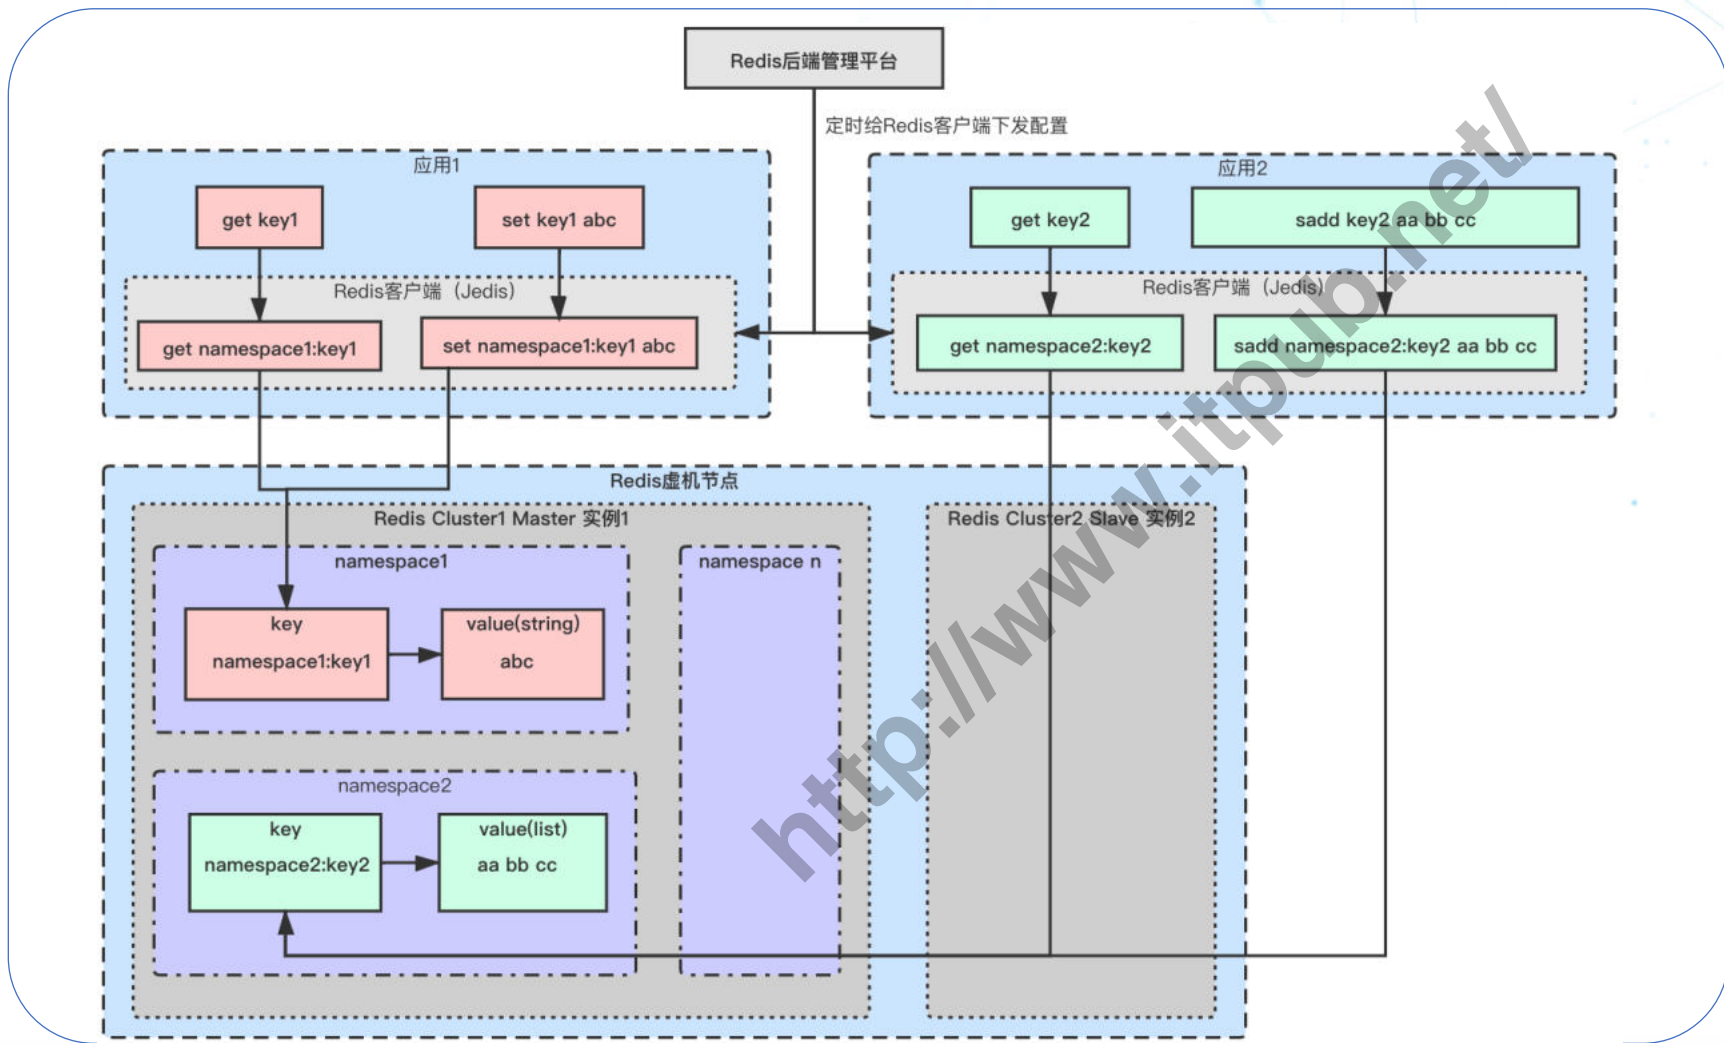 Redis后端管理平台
定时给Redis客户端下发配置
应用1
get key1
set key1 abc
Redis客户端（Jedis）
get namespace1:key1
set namespace1:key1 abc
应用2
get key2
sadd key2 aa bb cc
Redis客户端（Jedis）
get namespace2:key2
sadd namespace2:key2 aa bb cc
Redis虚机节点
Redis Cluster1 Master 实例1
namespace1
key
namespace1:key1
value(string)
abc
namespace2
key
namespace2:key2
value(list)
aa bb cc
namespace n
Redis Cluster2 Slave 实例2
http://www.itpub.net/